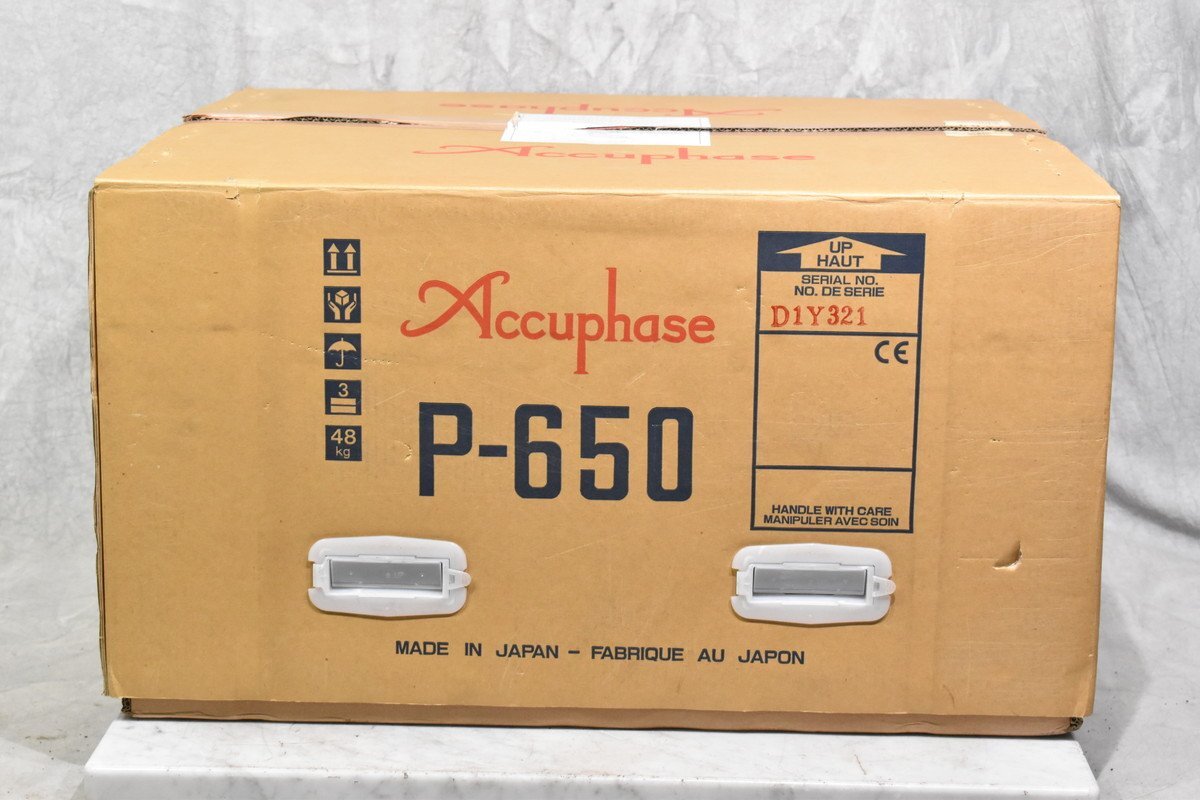 Accuphase
Accuphase
UP
HAUT
SERIAL NO.
NO. DE SERIE
D1Y321
CE
Accuphase
3
48
kg
P-650
HANDLE WITH CARE
MANIPULER AVEC SOIN
MADE IN JAPAN - FABRIQUE AU JAPON